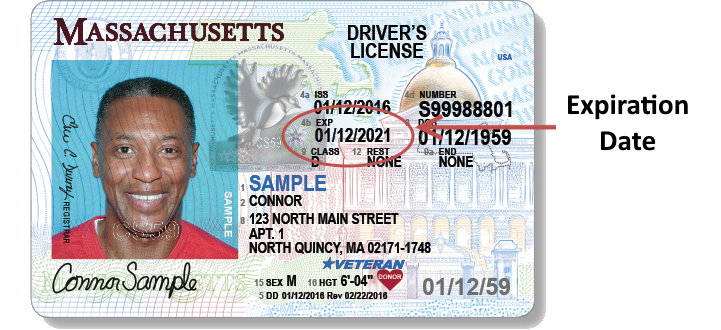 MASSACHUSETTS
DRIVER'S
LICENSE
USA
MASSACHUSETTS
4a ISS
01/12/2016
4d NUMBER
S99988801
4b EXP
01/12/2021
DOB
01/12/1959
9 CLASS
D
12 REST
NONE
9a END
NONE
1 SAMPLE
2 CONNOR
8 123 NORTH MAIN STREET
APT. 1
NORTH QUINCY, MA 02171-1748
VETERAN
15 SEX M 16 HGT 6'-04"
DONOR
5 DD 01/12/2016 Rev 02/22/2016
01/12/59
SAMPLE
REGISTRAR
Connor Sample
Expiration
Date